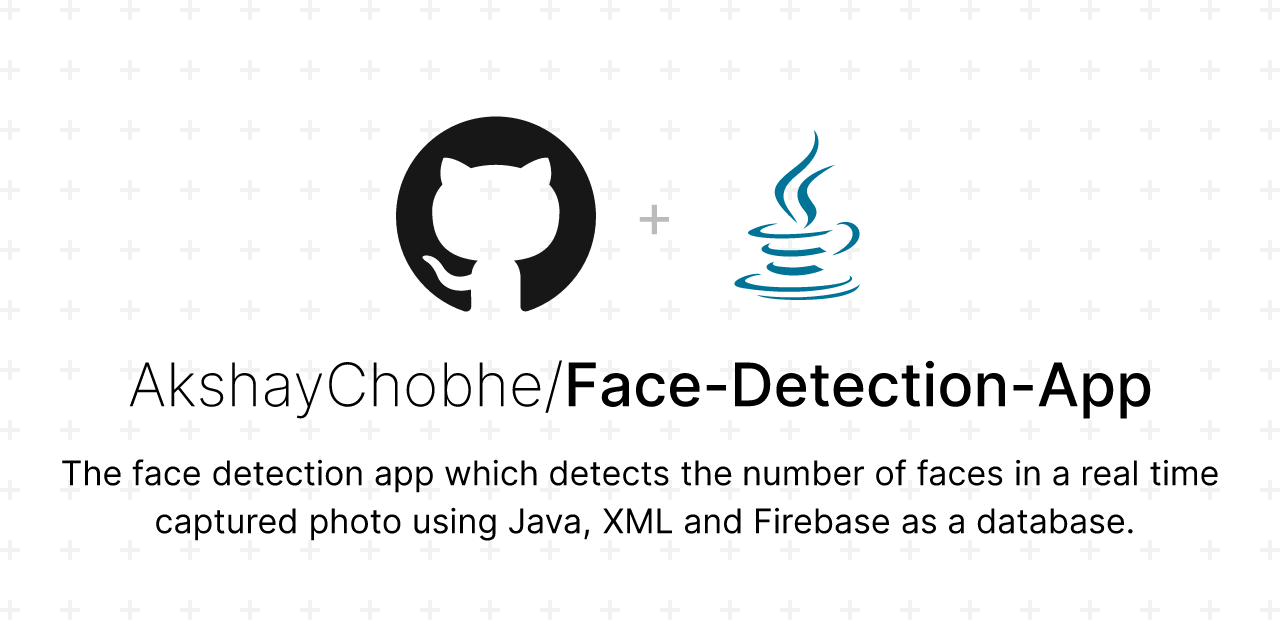 AkshayChobhe/Face-Detection-App
The face detection app which detects the number of faces in a real time
captured photo using Java, XML and Firebase as a database.